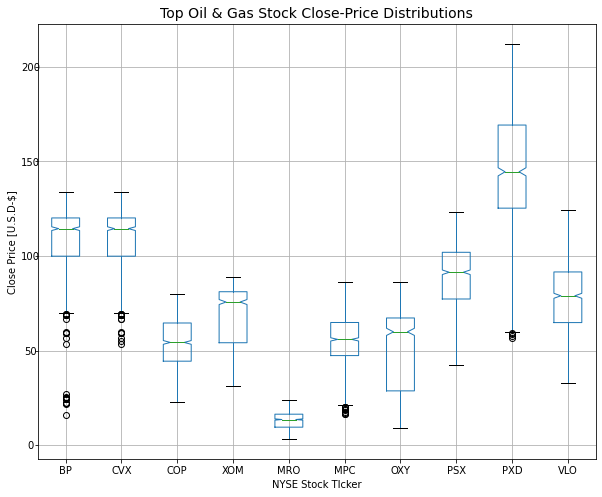 Top Oil & Gas Stock Close-Price Distributions
Close Price [U.S.D-$]
200
150
100
50
0
BP CVX COP XOM MRO MPC OXY PSX PXD VLO
NYSE Stock TIcker